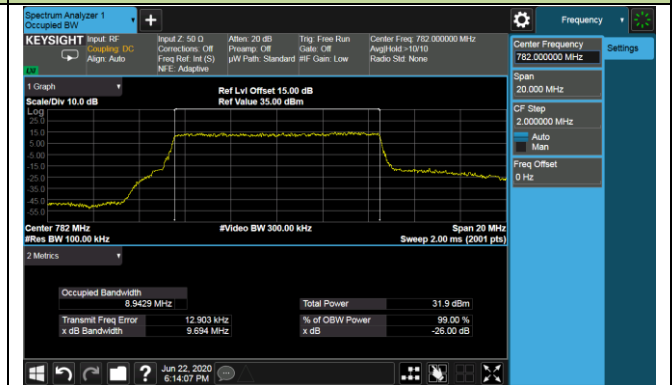 Spectrum Analyzer 1
Occupied BW
+
Frequency
KEYSIGHT
Input: RF
Coupling: DC
Align: Auto
Input Z: 50 Ω
Corrections: Off
Freq Ref: Int (S)
NFE: Adaptive
Atten: 20 dB
Preamp: Off
µW Path: Standard
Trig: Free Run
Gate: Off
#IF Gain: Low
Center Freq: 782.000000 MHz
Avg|Hold:>10/10
Radio Std: None
LXI
1 Graph
Scale/Div 10.0 dB
Ref Lvl Offset 15.00 dB
Ref Value 35.00 dBm
Log
25.0
15.0
5.00
-5.00
-15.0
-25.0
-35.0
-45.0
-55.0
Center 782 MHz
#Video BW 300.00 kHz
Span 20 MHz
#Res BW 100.00 kHz
Sweep 2.00 ms (2001 pts)
2 Metrics
Occupied Bandwidth
8.9429 MHz
Total Power 31.9 dBm
Transmit Freq Error 12.903 kHz
% of OBW Power 99.00 %
x dB Bandwidth 9.694 MHz
x dB -26.00 dB
Center Frequency
782.000000 MHz
Settings
Span
20.000 MHz
CF Step
2.000000 MHz
Auto
Man
Freq Offset
0 Hz
?
Jun 22, 2020
6:14:07 PM